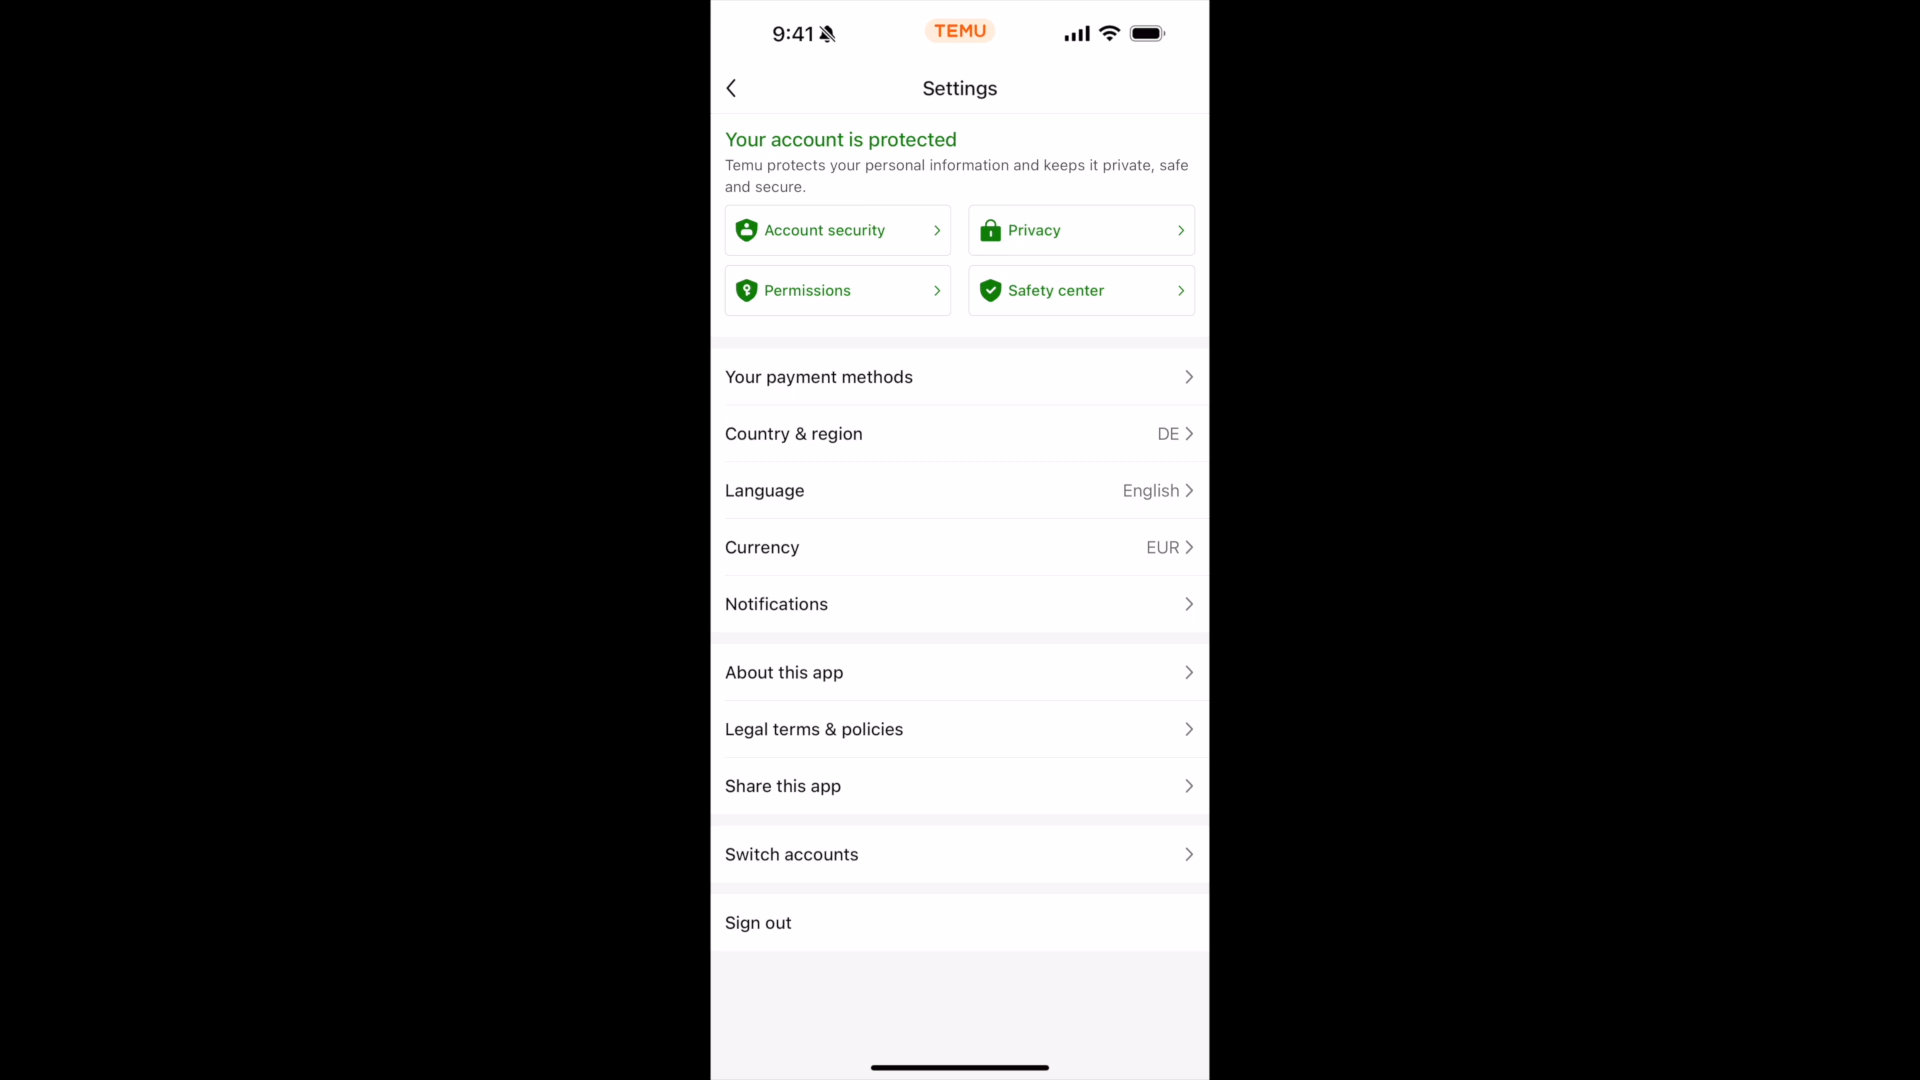 9:41
TEMU
Settings
Your account is protected
Temu protects your personal information and keeps it private, safe
and secure.
Account security
Privacy
Permissions
Safety center
Your payment methods
Country & region DE
Language English
Currency EUR
Notifications
About this app
Legal terms & policies
Share this app
Switch accounts
Sign out